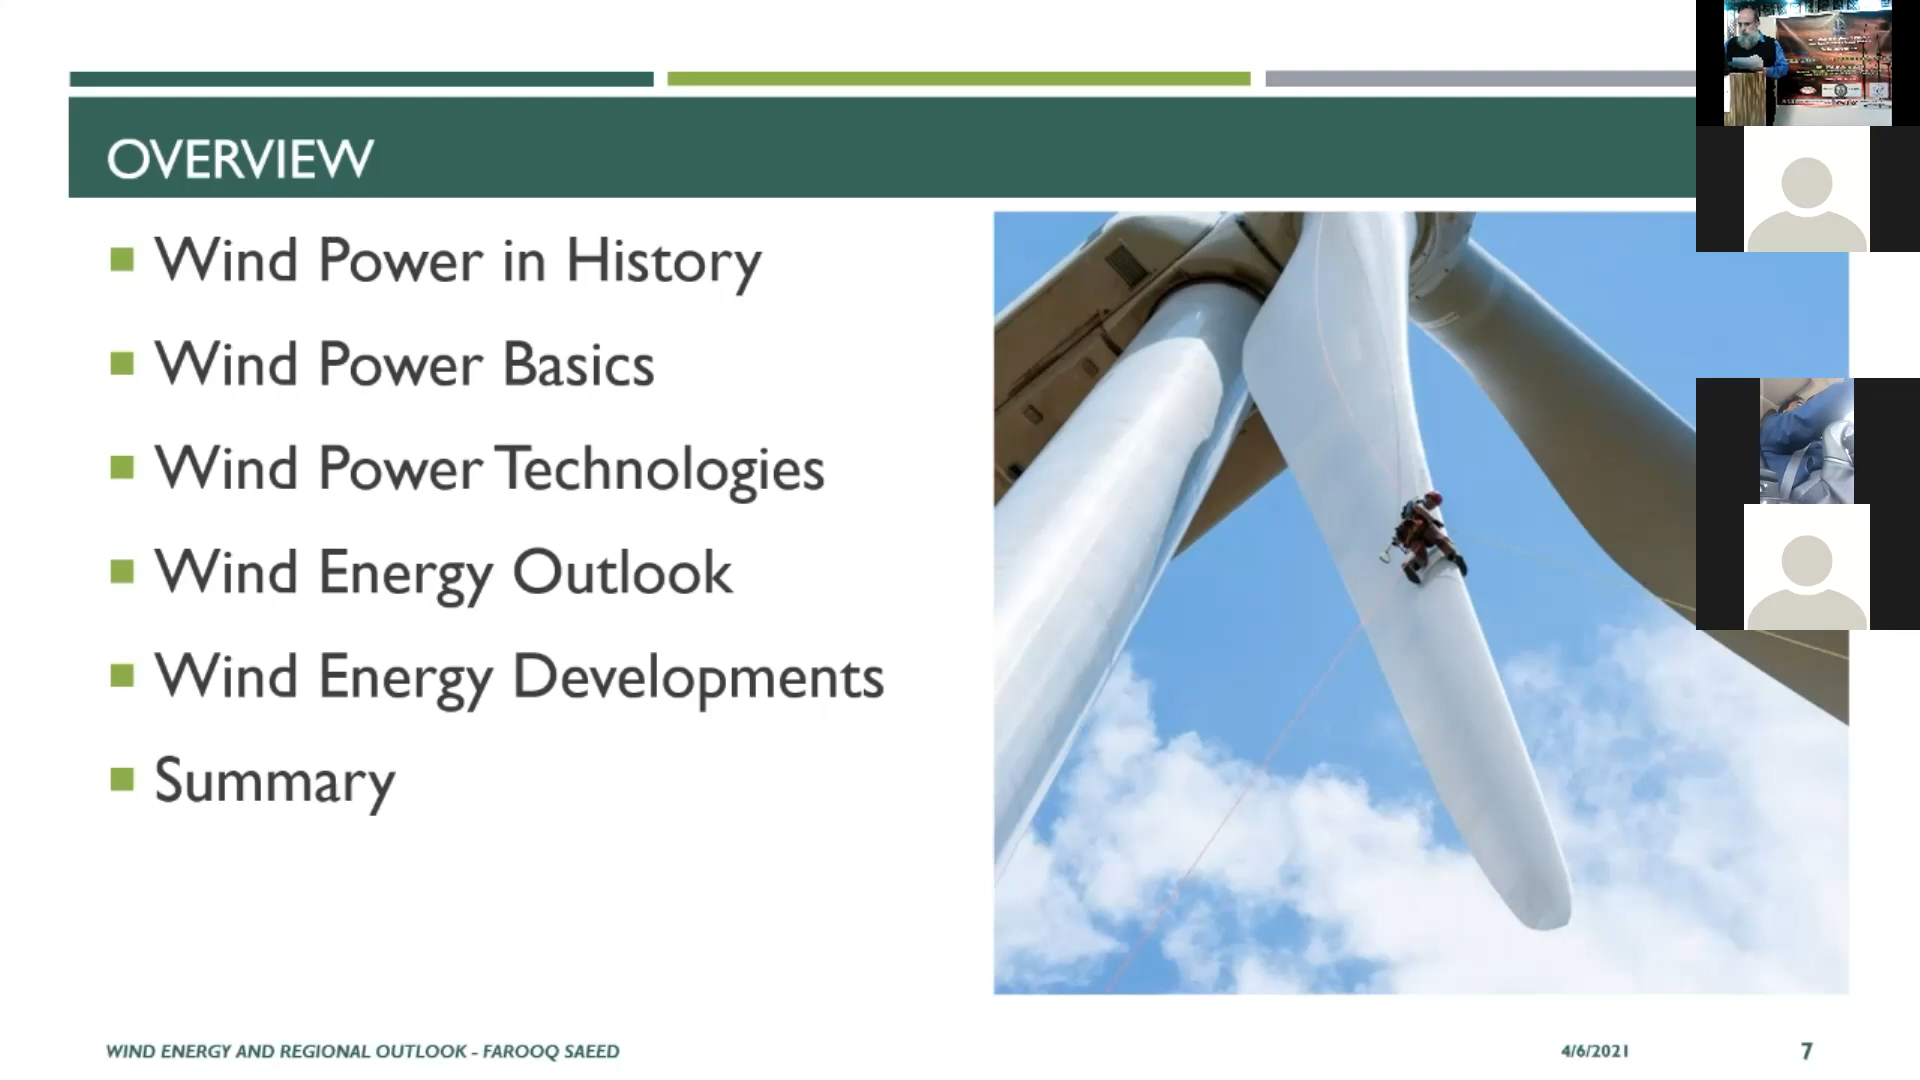 OVERVIEW
Wind Power in History
Wind Power Basics
Wind Power Technologies
Wind Energy Outlook
Wind Energy Developments
Summary
WIND ENERGY AND REGIONAL OUTLOOK - FAROOQ SAEED
4/6/2021
7